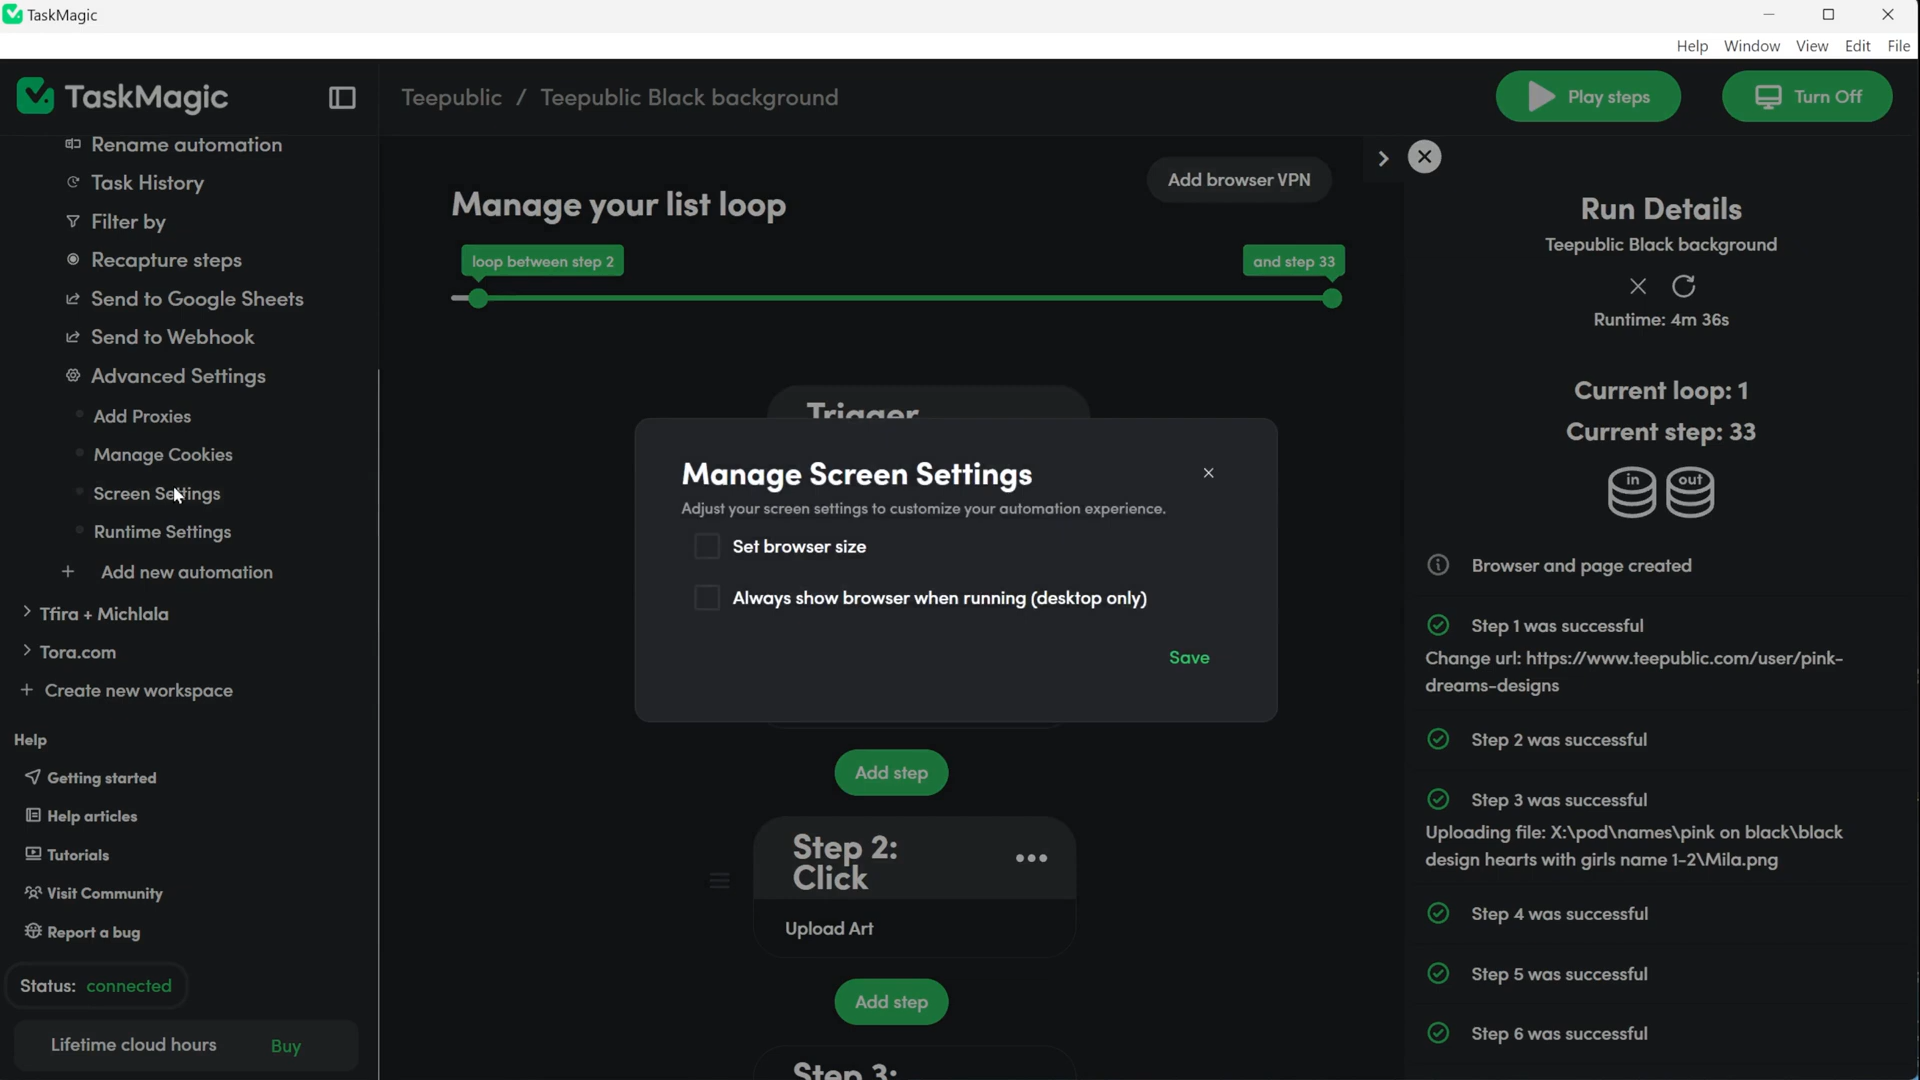 TaskMagic
Help Window View Edit File
TaskMagic
Teepublic / Teepublic Black background
Play steps
Turn Off
Rename automation
Task History
Filter by
Recapture steps
Send to Google Sheets
Send to Webhook
Advanced Settings
Add Proxies
Manage Cookies
Screen Settings
Runtime Settings
+ Add new automation
> Tfira + Michlala
> Tora.com
+ Create new workspace
Help
Getting started
Help articles
Tutorials
Visit Community
Report a bug
Status: connected
Lifetime cloud hours Buy
Add browser VPN
Manage your list loop
loop between step 2
and step 33
Trigger
Manage Screen Settings
Adjust your screen settings to customize your automation experience.
Set browser size
Always show browser when running (desktop only)
Save
Add step
Step 2:
Click
Upload Art
Add step
Step 3:
Run Details
Teepublic Black background
Runtime: 4m 36s
Current loop: 1
Current step: 33
in out
Browser and page created
Step 1 was successful
Change url: https://www.teepublic.com/user/pink-
dreams-designs
Step 2 was successful
Step 3 was successful
Uploading file: X:\pod\names\pink on black\black
design hearts with girls name 1-2\Mila.png
Step 4 was successful
Step 5 was successful
Step 6 was successful